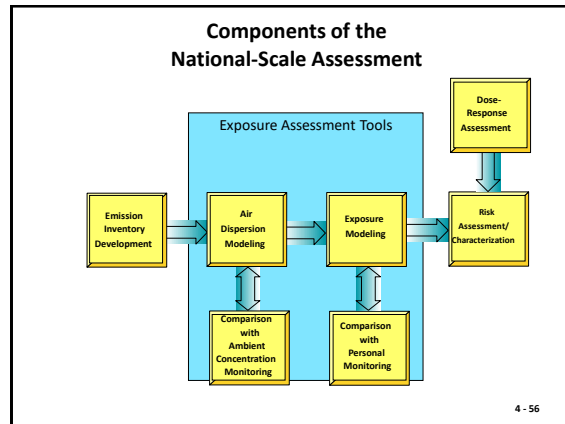 Components of the
National-Scale Assessment
Exposure Assessment Tools
Dose-
Response
Assessment
Emission
Inventory
Development
Air
Dispersion
Modeling
Exposure
Modeling
Risk
Assessment/
Characterization
Comparison
with
Ambient
Concentration
Monitoring
Comparison
with
Personal
Monitoring
4 - 56